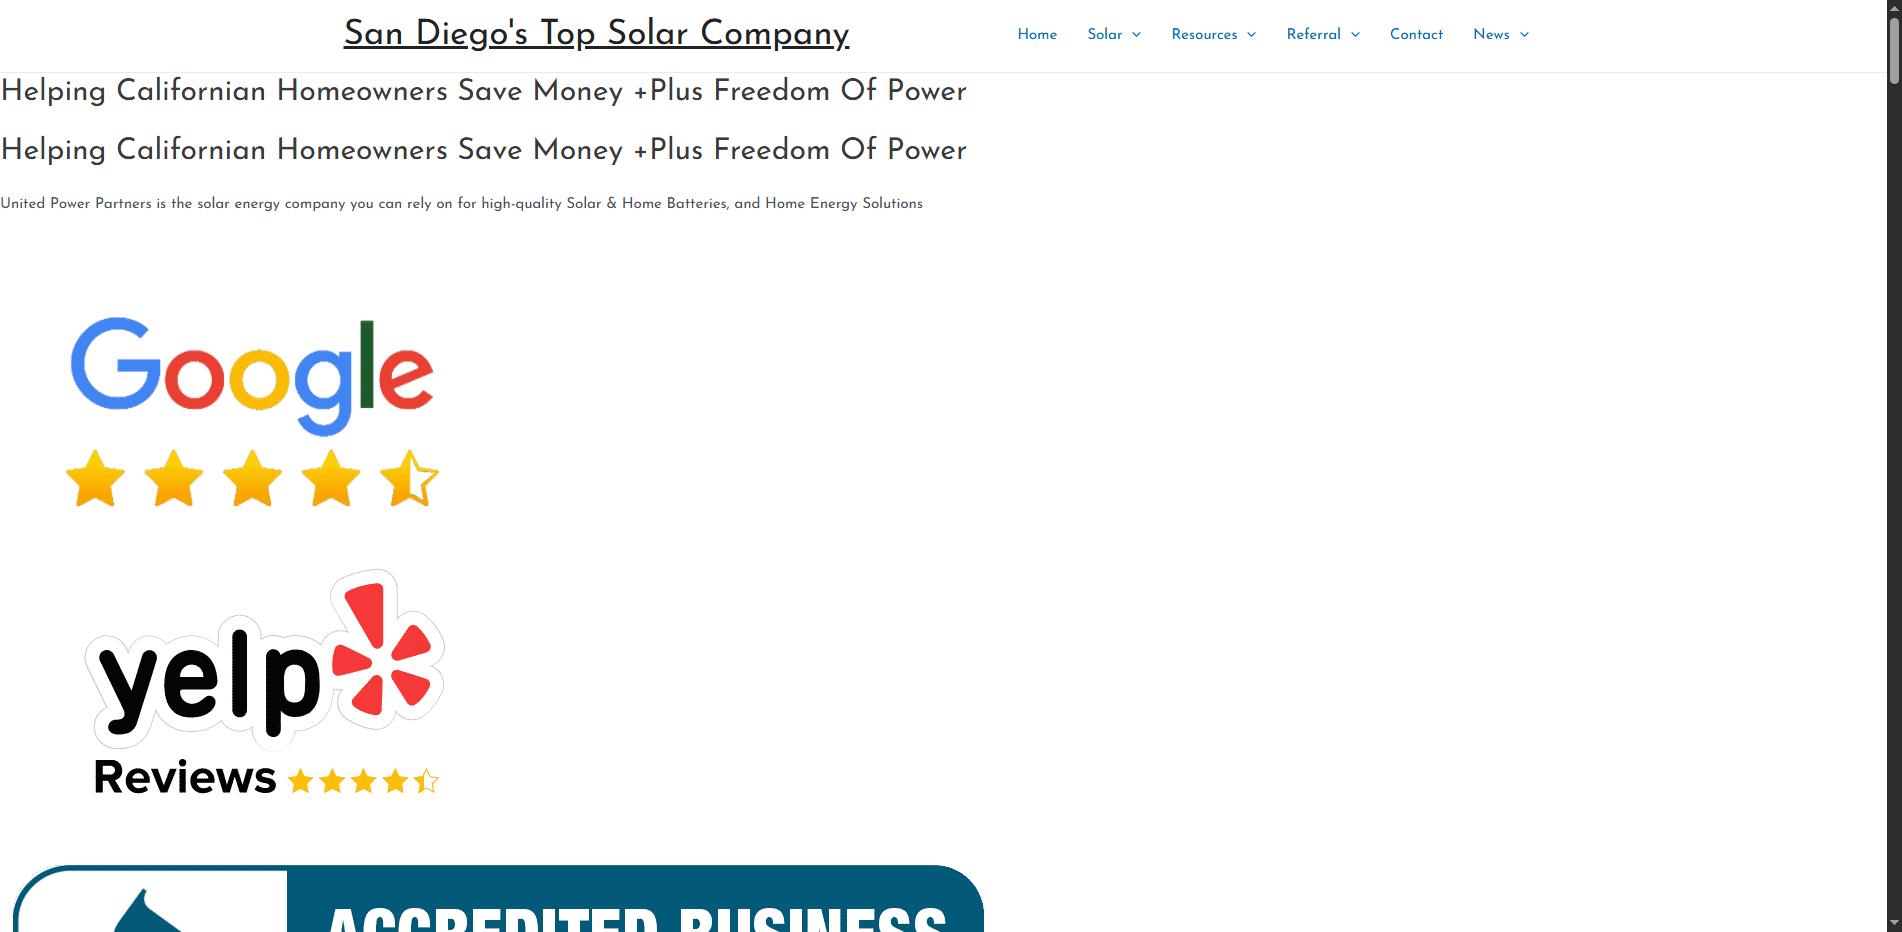 San Diego's Top Solar Company
Home Solar Resources Referral Contact News
Helping Californian Homeowners Save Money +Plus Freedom Of Power
Helping Californian Homeowners Save Money +Plus Freedom Of Power
United Power Partners is the solar energy company you can rely on for high-quality Solar & Home Batteries, and Home Energy Solutions
Google
yelp
Reviews
ACCREDITED BUSINESS